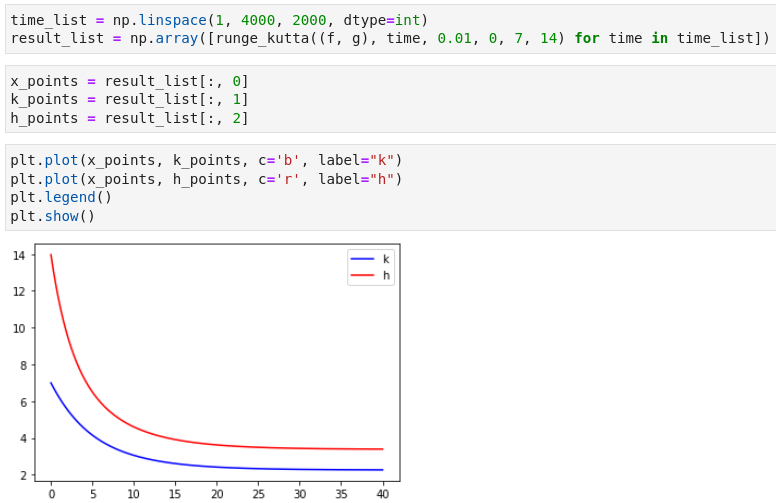 time_list = np.linspace(1, 4000, 2000, dtype=int)
result_list = np.array([runge_kutta((f, g), time, 0.01, 0, 7, 14) for time in time_list])
x_points = result_list[:, 0]
k_points = result_list[:, 1]
h_points = result_list[:, 2]
plt.plot(x_points, k_points, c='b', label="k")
plt.plot(x_points, h_points, c='r', label="h")
plt.legend()
plt.show()
14
12
10
8
6
4
2
k
h
0 5 10 15 20 25 30 35 40